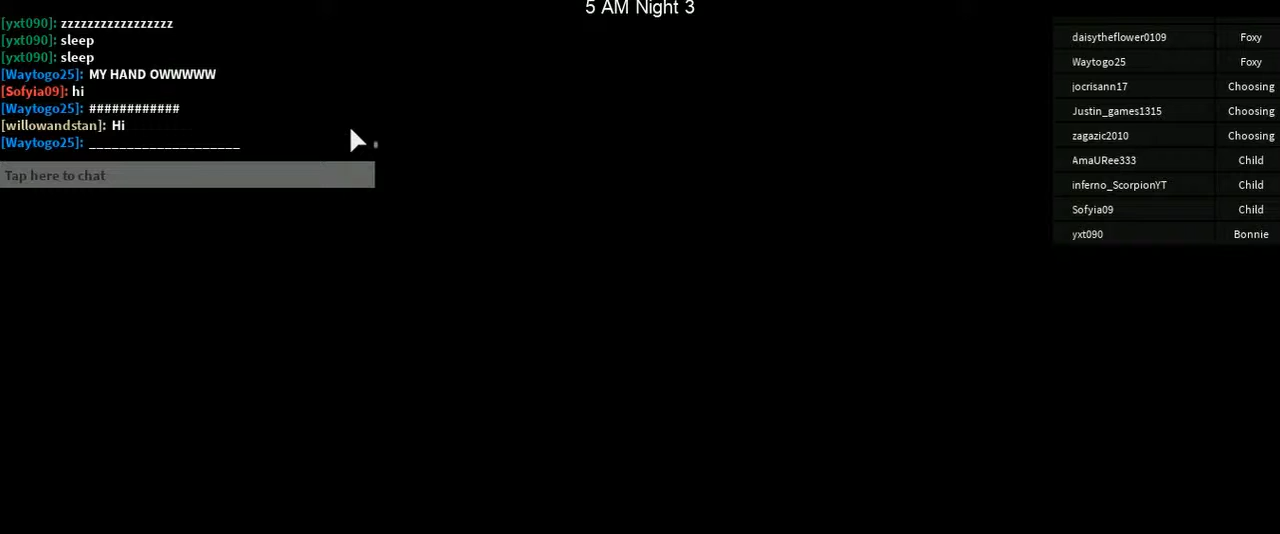 5 AM Night 3
[yxt090]: zzzzzzzzzzzzzzzzz
[yxt090]: sleep
[yxt090]: sleep
[Waytogo25]: MY HAND OWWWWW
[Sofyia09]: hi
[Waytogo25]: ############
[willowandstan]: Hi
[Waytogo25]: ____________________
Tap here to chat
daisytheflower0109 Foxy
Waytogo25 Foxy
jocrisann17 Choosing
Justin_games1315 Choosing
zagazic2010 Choosing
AmaURee333 Child
inferno_ScorpionYT Child
Sofyia09 Child
yxt090 Bonnie